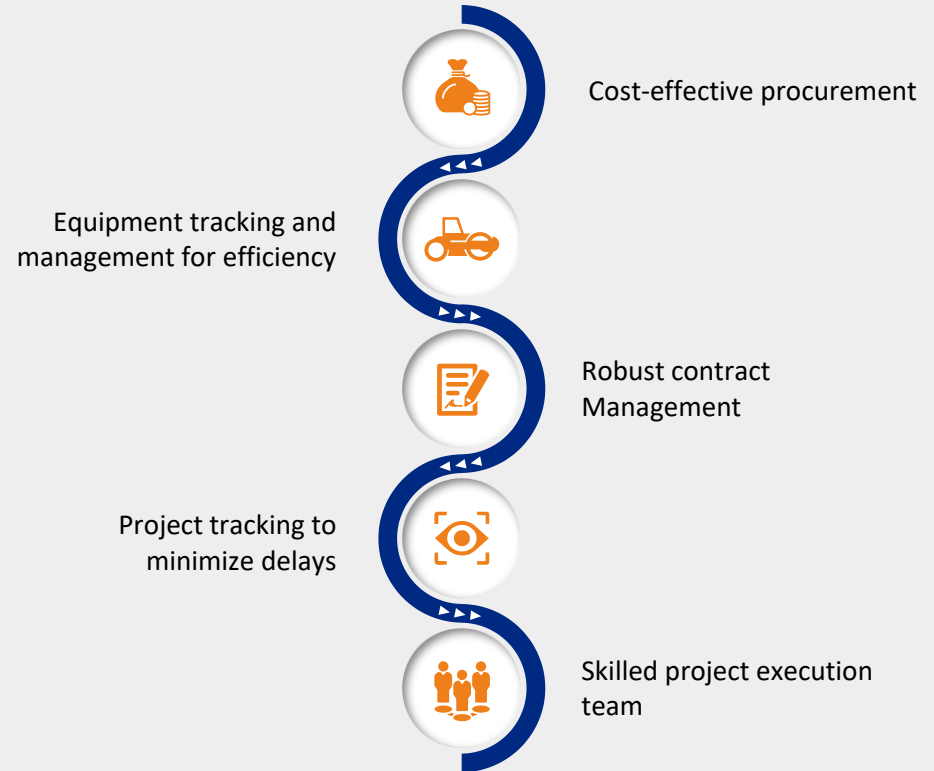 Cost-effective procurement
Equipment tracking and
management for efficiency
Robust contract
Management
Project tracking to
minimize delays
Skilled project execution
team